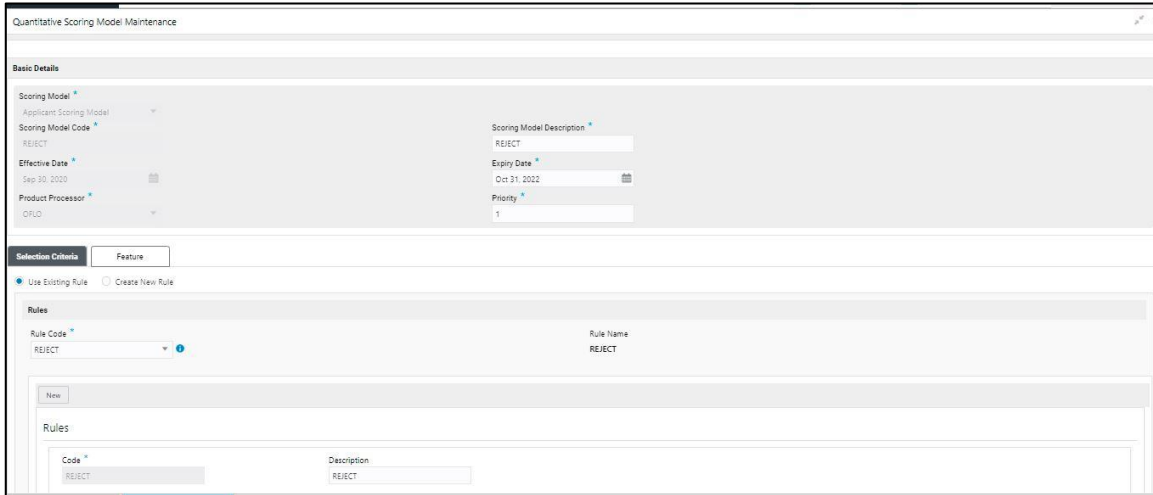 Quantitative Scoring Model Maintenance
Basic Details
Scoring Model *
Applicant Scoring Model
Scoring Model Code * Scoring Model Description *
REJECT REJECT
Effective Date * Expiry Date *
Sep 30, 2020 Oct 31, 2022
Product Processor * Priority *
OFLO 1
Selection Criteria Feature
Use Existing Rule Create New Rule
Rules
Rule Code * Rule Name
REJECT REJECT
New
Rules
Code * Description
REJECT REJECT